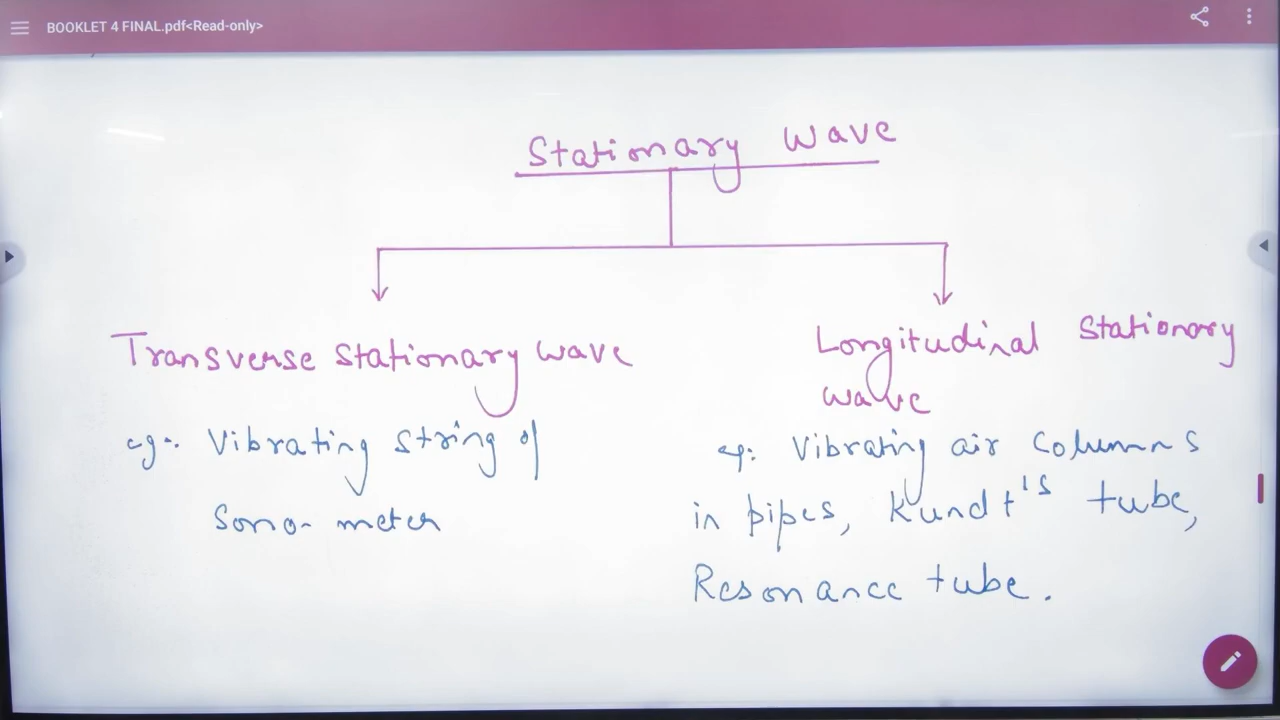 BOOKLET 4 FINAL.pdf<Read-only>
Stationary Wave
Transverse Stationary wave
Longitudinal Stationary
wave
eg:- Vibrating string of
Sono-meter
eg: Vibrating air Columns
in pipes, Kundt's tube,
Resonance tube.